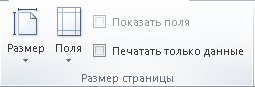 Размер
Поля
Показать поля
Печатать только данные
Размер страницы